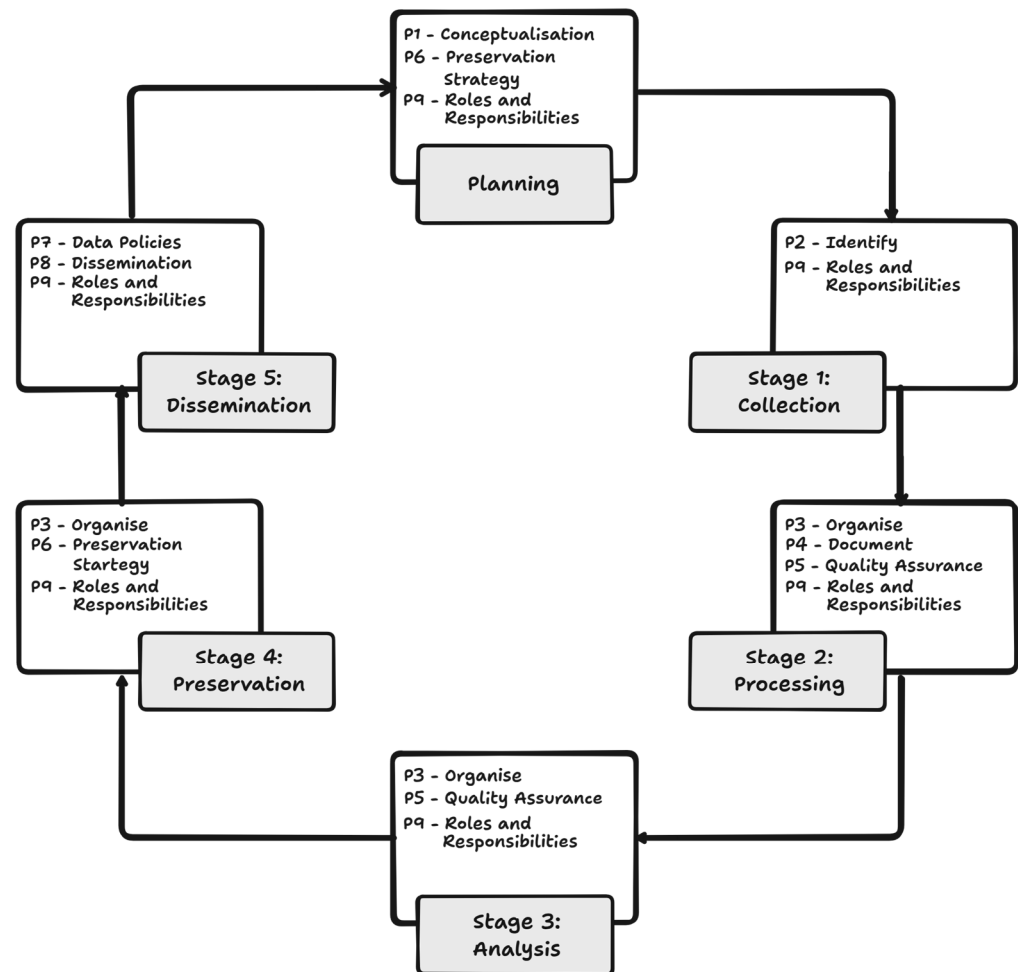 P1 - Conceptualisation
P6 - Preservation
Strategy
P9 - Roles and
Responsibilities
Planning
P2 - Identify
P9 - Roles and
Responsibilities
Stage 1:
Collection
P3 - Organise
P4 - Document
P5 - Quality Assurance
P9 - Roles and
Responsibilities
Stage 2:
Processing
P3 - Organise
P5 - Quality Assurance
P9 - Roles and
Responsibilities
Stage 3:
Analysis
P3 - Organise
P6 - Preservation
Startegy
P9 - Roles and
Responsibilities
Stage 4:
Preservation
P7 - Data Policies
P8 - Dissemination
P9 - Roles and
Responsibilities
Stage 5:
Dissemination